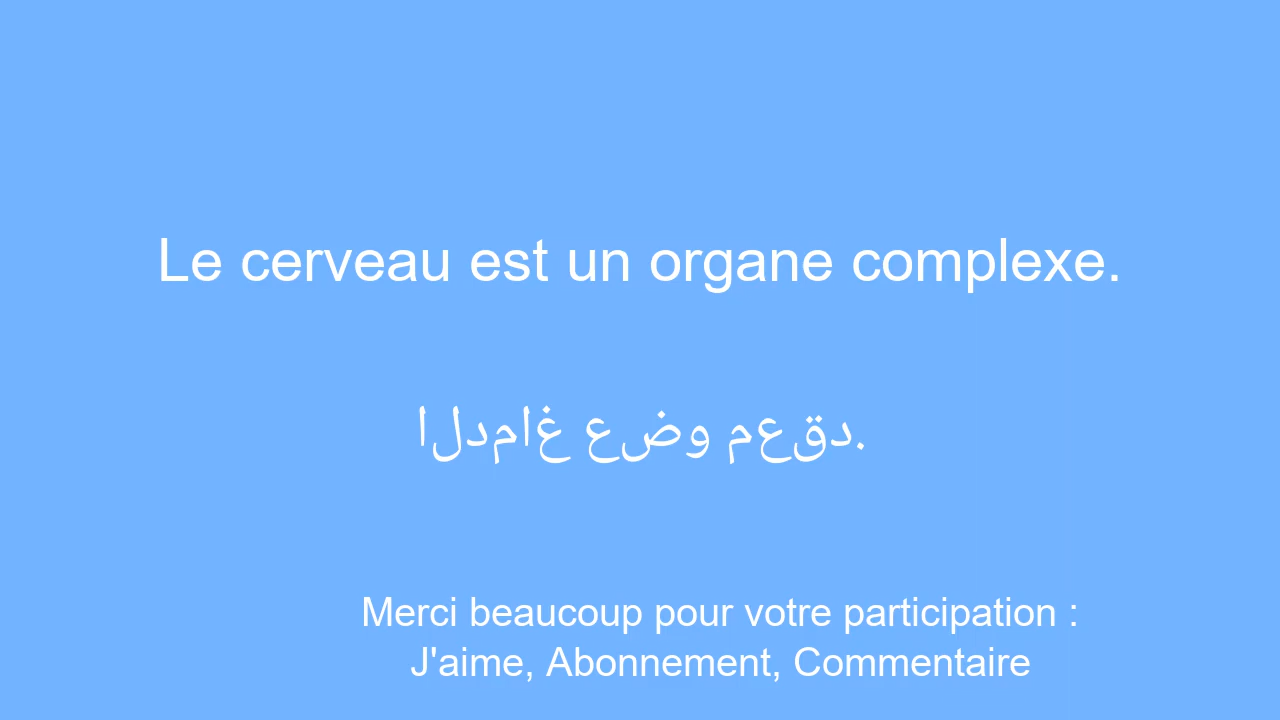 Le cerveau est un organe complexe.
الدماغ عضو معقد.
Merci beaucoup pour votre participation :
J'aime, Abonnement, Commentaire